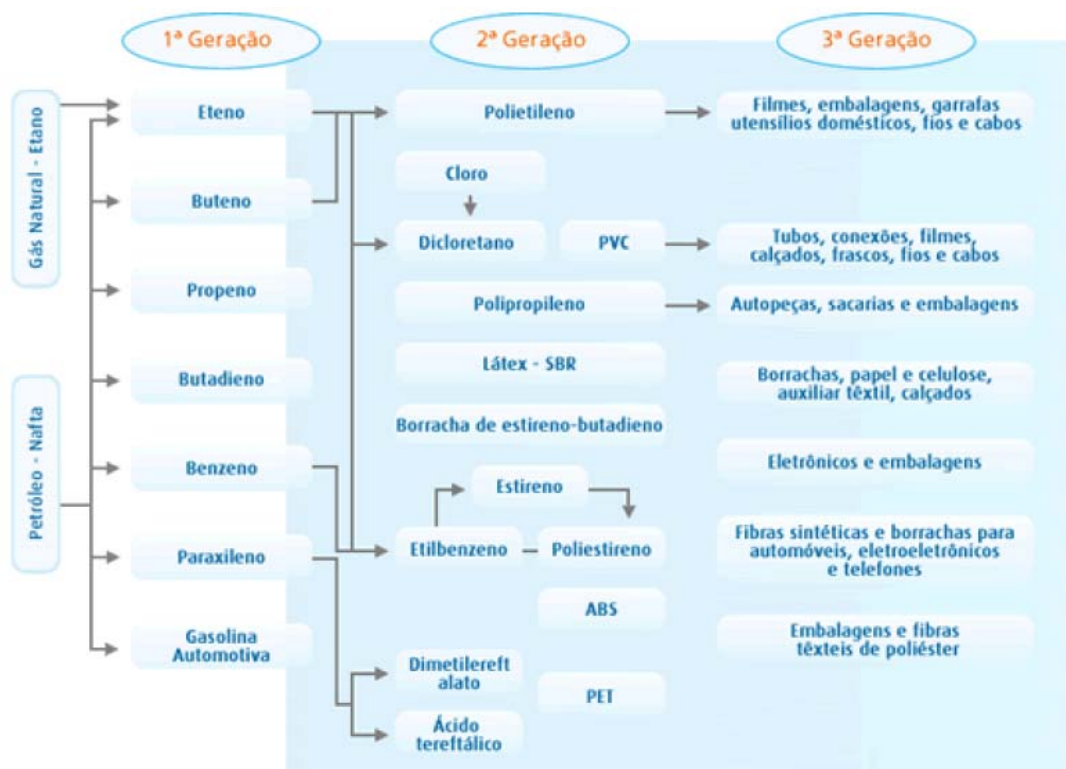 1ª Geração
2ª Geração
3ª Geração
Gás Natural - Etano
Petróleo - Nafta
Eteno
Buteno
Propeno
Butadieno
Benzeno
Paraxileno
Gasolina
Automotiva
Polietileno
Cloro
Dicloretano
PVC
Polipropileno
Látex - SBR
Borracha de estireno-butadieno
Estireno
Etilbenzeno
Poliestireno
ABS
Dimetilereft
alato
PET
Ácido
tereftálico
Filmes, embalagens, garrafas
utensílios domésticos, fios e cabos
Tubos, conexões, filmes,
calçados, frascos, fios e cabos
Autopeças, sacarias e embalagens
Borrachas, papel e celulose,
auxiliar têxtil, calçados
Eletrônicos e embalagens
Fibras sintéticas e borrachas para
automóveis, eletroeletrônicos
e telefones
Embalagens e fibras
têxteis de poliéster